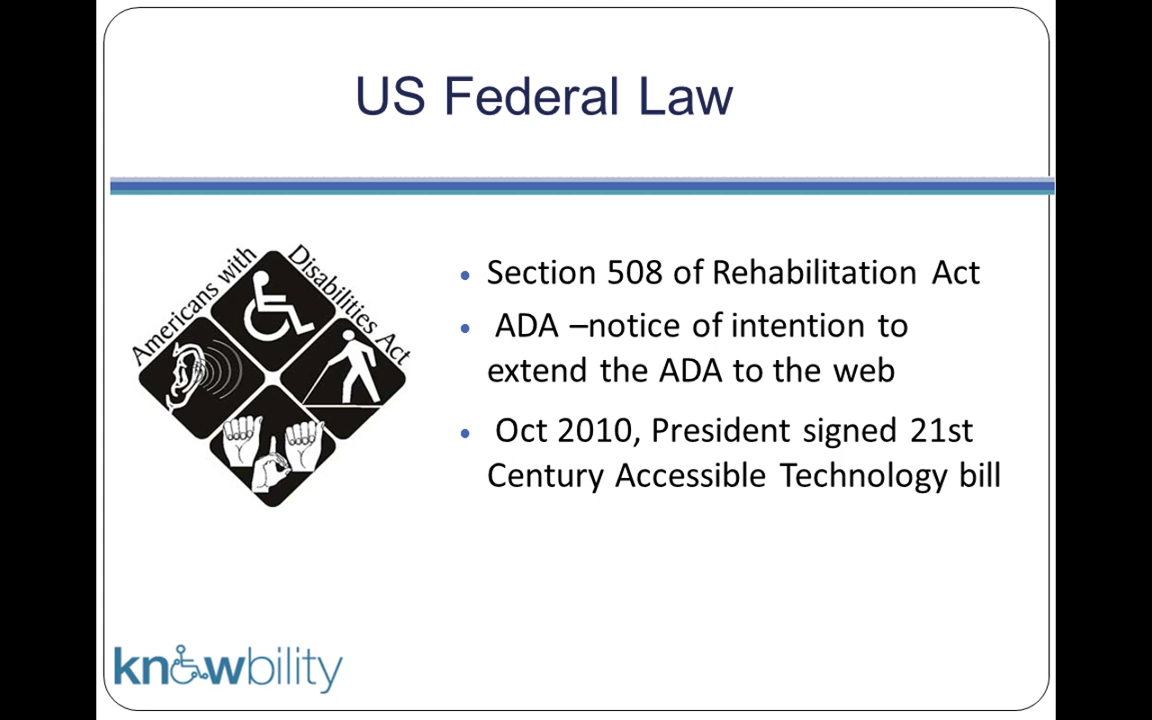 US Federal Law
Americans with
Disabilities Act
• Section 508 of Rehabilitation Act
• ADA –notice of intention to
extend the ADA to the web
• Oct 2010, President signed 21st
Century Accessible Technology bill
knowbility